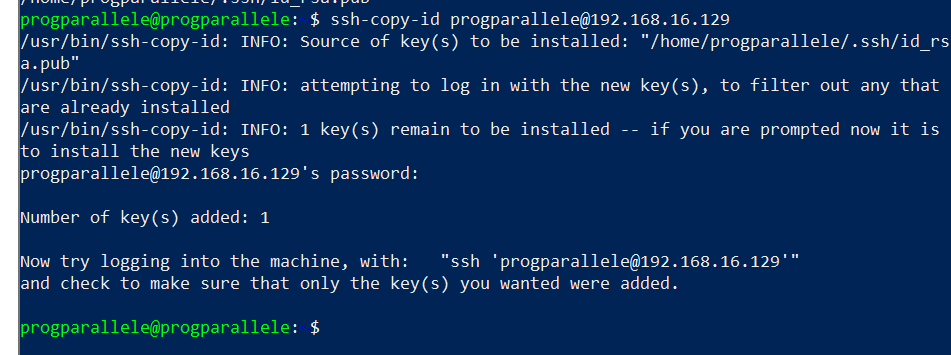 /home/progparallele/.ssh/id_rsa.pub
progparallele@progparallele:~$ ssh-copy-id progparallele@192.168.16.129
/usr/bin/ssh-copy-id: INFO: Source of key(s) to be installed: "/home/progparallele/.ssh/id_rs
a.pub"
/usr/bin/ssh-copy-id: INFO: attempting to log in with the new key(s), to filter out any that
are already installed
/usr/bin/ssh-copy-id: INFO: 1 key(s) remain to be installed -- if you are prompted now it is
to install the new keys
progparallele@192.168.16.129's password:
Number of key(s) added: 1
Now try logging into the machine, with:   "ssh 'progparallele@192.168.16.129'"
and check to make sure that only the key(s) you wanted were added.
progparallele@progparallele:~$